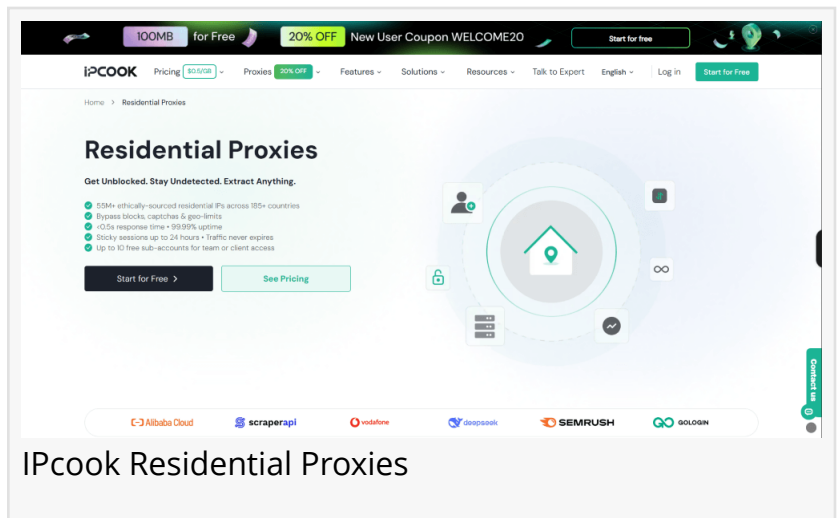 100MB for Free 20% OFF New User Coupon WELCOME20 Start for free
IPCOOK Pricing $0.5/GB Proxies 20% OFF Features Solutions Resources Talk to Expert English Log in Start for Free
Home > Residential Proxies
Residential Proxies
Get Unblocked. Stay Undetected. Extract Anything.
55M+ ethically-sourced residential IPs across 185+ countries
Bypass blocks, captchas & geo-limits
<0.5s response time • 99.99% uptime
Sticky sessions up to 24 hours • Traffic never expires
Up to 10 free sub-accounts for team or client access
Start for Free >
See Pricing
Contact us
[-] Alibaba Cloud scraperapi vodafone deepseek SEMRUSH GOLOGIN
IPcook Residential Proxies